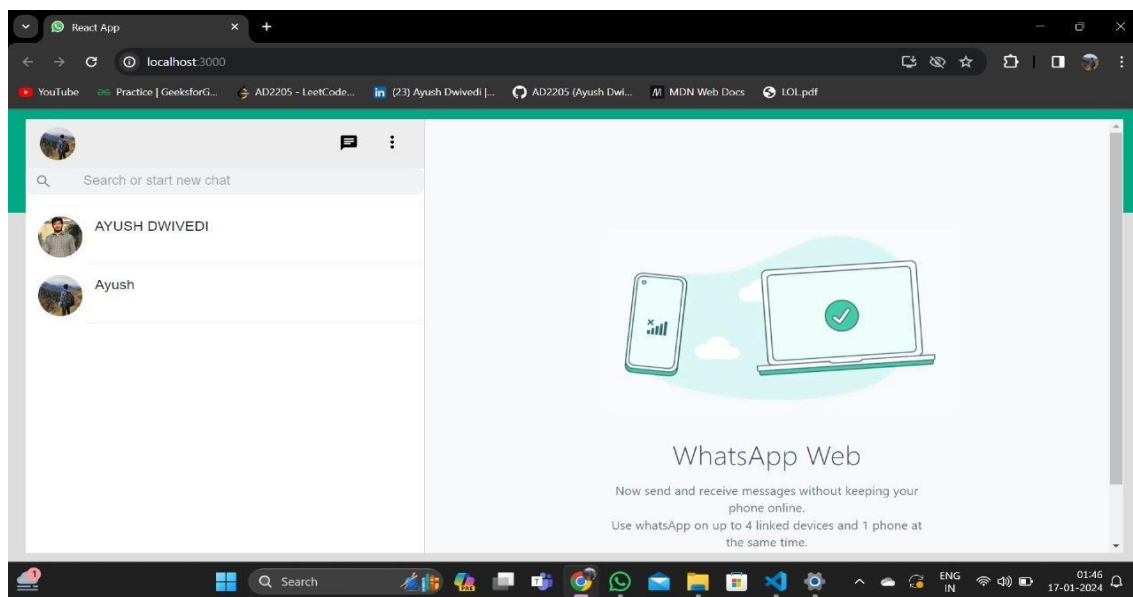 React App
localhost:3000
YouTube
Practice | GeeksforG...
AD2205 - LeetCode...
in (23) Ayush Dwivedi |...
AD2205 (Ayush Dwi...
M MDN Web Docs
LOL.pdf
Search or start new chat
AYUSH DWIVEDI
Ayush
WhatsApp Web
Now send and receive messages without keeping your
phone online.
Use whatsApp on up to 4 linked devices and 1 phone at
the same time.
1
Search
PRE
ENG
IN
01:46
17-01-2024